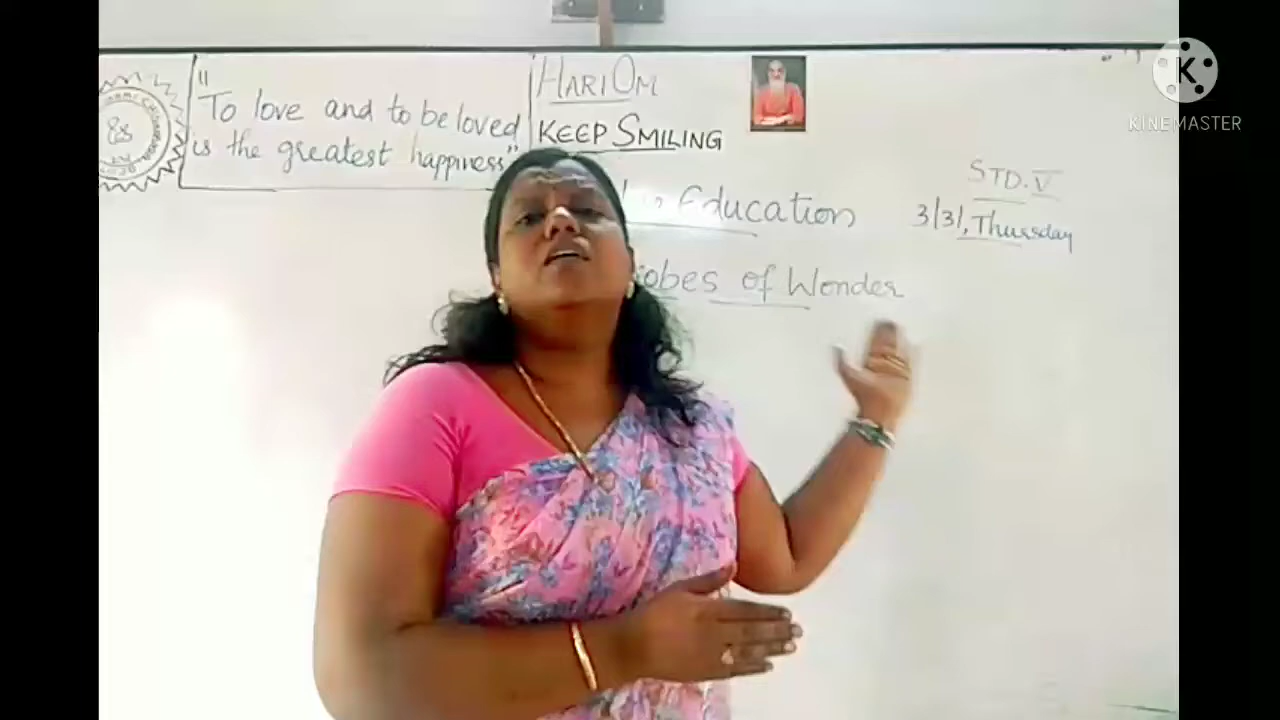 "To love and to be loved
is the greatest happiness"
HARI OM
KEEP SMILING
STD. V
3/3/, Thursday
Education
of Wonder
K
KINEMASTER